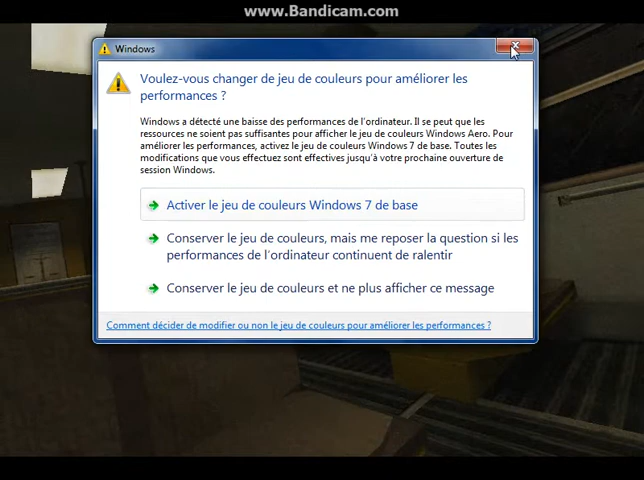 www.Bandicam.com
Windows
Voulez-vous changer de jeu de couleurs pour améliorer les
performances ?
Windows a détecté une baisse des performances de l'ordinateur. Il se peut que les
ressources ne soient pas suffisantes pour afficher le jeu de couleurs Windows Aero. Pour
améliorer les performances, activez le jeu de couleurs Windows 7 de base. Toutes les
modifications que vous effectuez sont effectives jusqu'à votre prochaine ouverture de
session Windows.
Activer le jeu de couleurs Windows 7 de base
Conserver le jeu de couleurs, mais me reposer la question si les
performances de l'ordinateur continuent de ralentir
Conserver le jeu de couleurs et ne plus afficher ce message
Comment décider de modifier ou non le jeu de couleurs pour améliorer les performances ?